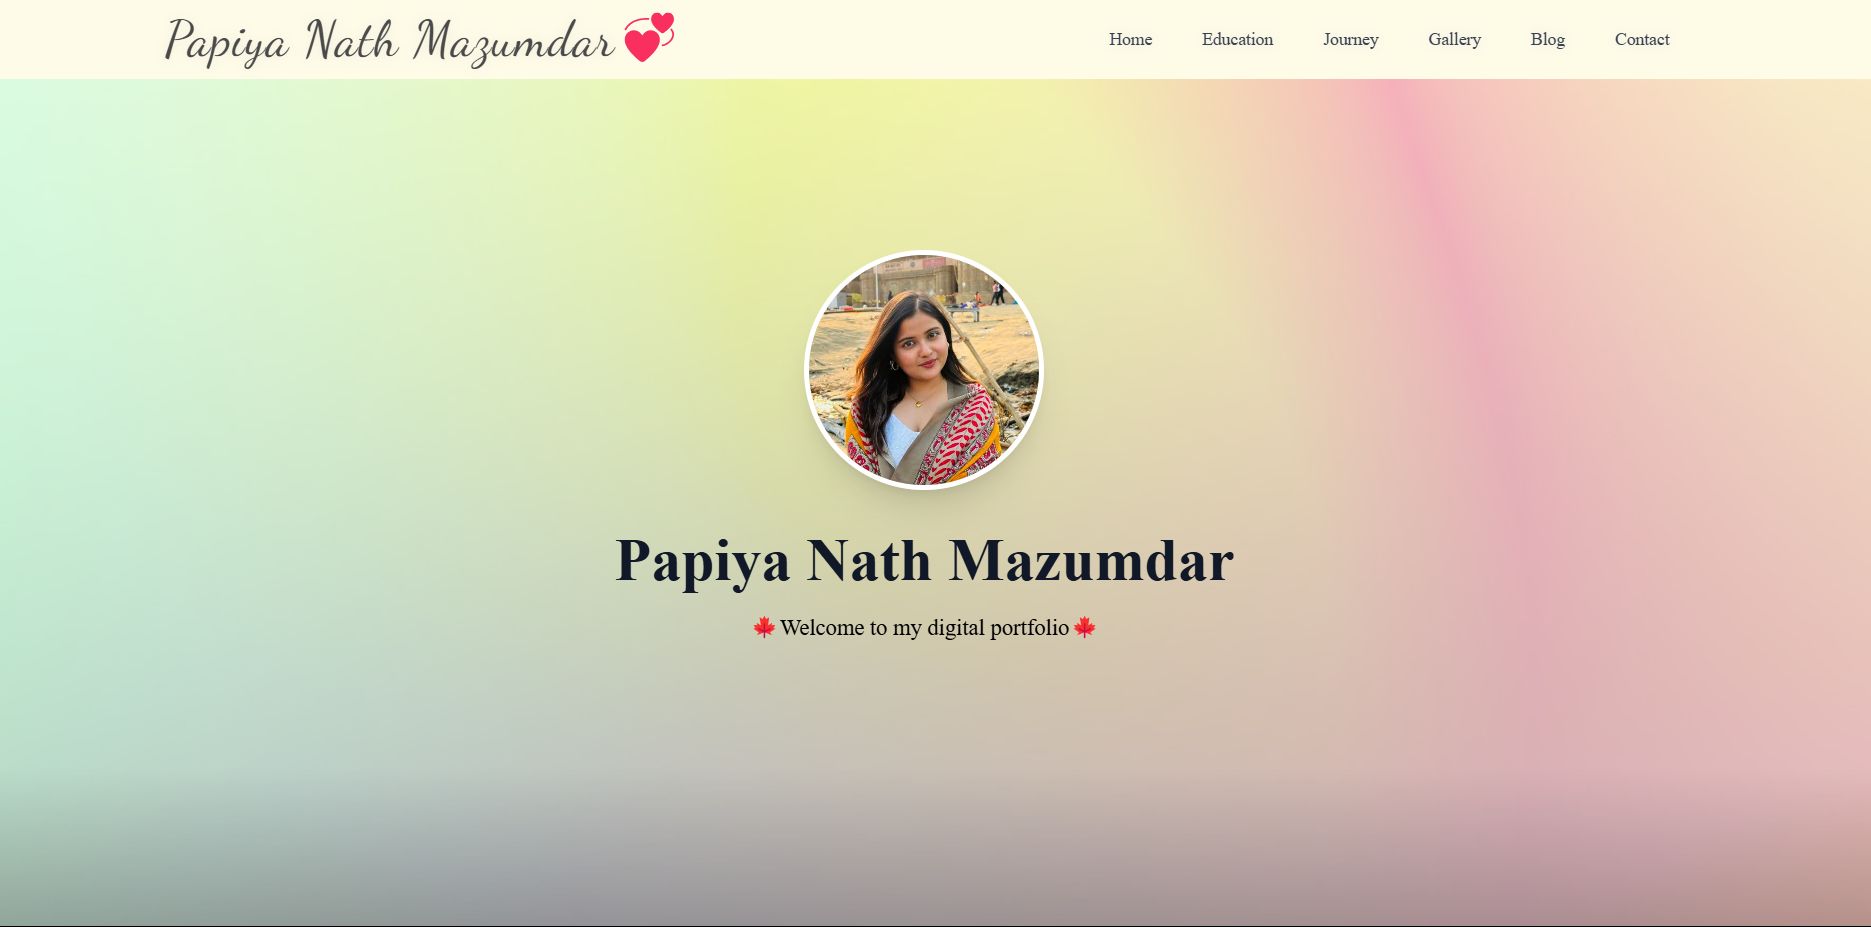 Papiya Nath Mazumdar 💞
Home
Education
Journey
Gallery
Blog
Contact
Papiya Nath Mazumdar
🍁 Welcome to my digital portfolio 🍁